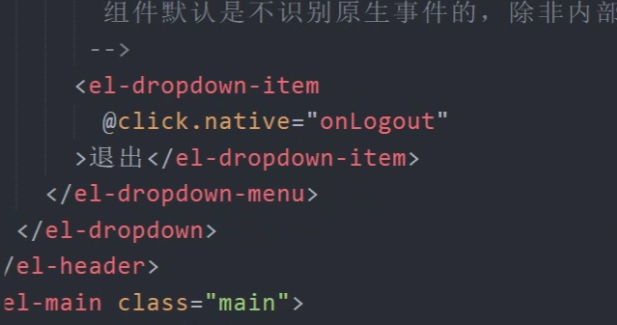 组件默认是不识别原生事件的，除非内部
-->
<el-dropdown-item
@click.native="onLogout"
>退出</el-dropdown-item>
</el-dropdown-menu>
</el-dropdown>
/el-header>
el-main class="main">